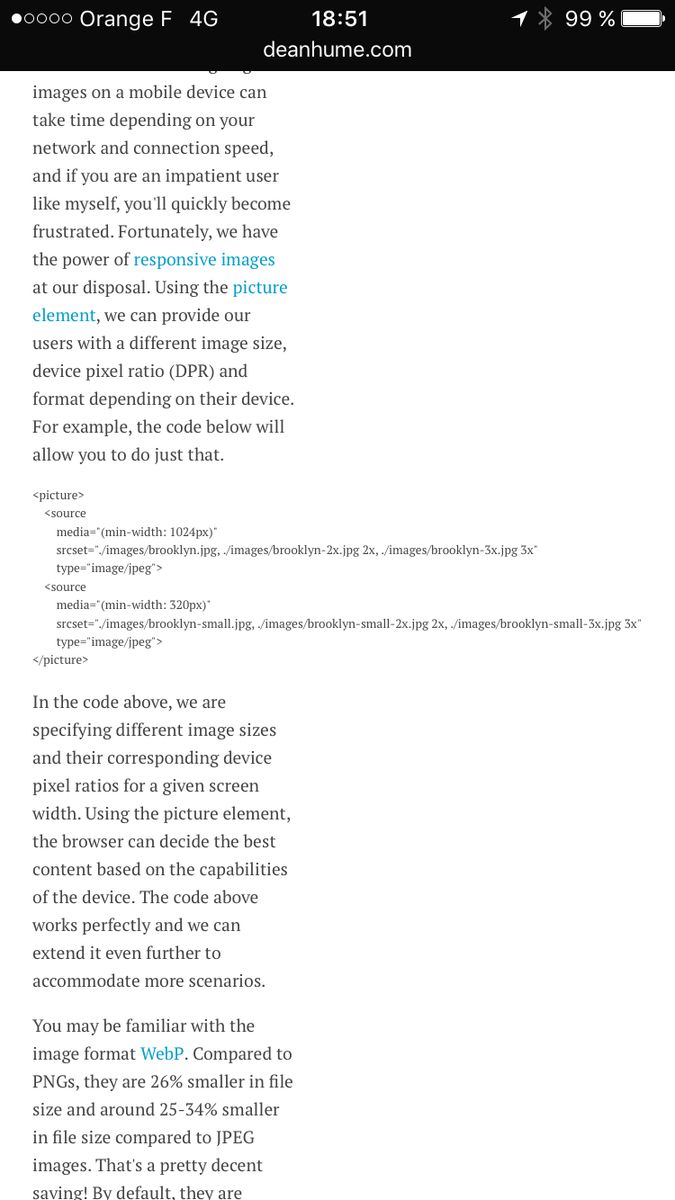 Orange F 4G 18:51 99 %
deanhume.com
images on a mobile device can
take time depending on your
network and connection speed,
and if you are an impatient user
like myself, you'll quickly become
frustrated. Fortunately, we have
the power of responsive images
at our disposal. Using the picture
element, we can provide our
users with a different image size,
device pixel ratio (DPR) and
format depending on their device.
For example, the code below will
allow you to do just that.
<picture>
<source
media="(min-width: 1024px)"
srcset="./images/brooklyn.jpg, ./images/brooklyn-2x.jpg 2x, ./images/brooklyn-3x.jpg 3x"
type="image/jpeg">
<source
media="(min-width: 320px)"
srcset="./images/brooklyn-small.jpg, ./images/brooklyn-small-2x.jpg 2x, ./images/brooklyn-small-3x.jpg 3x"
type="image/jpeg">
</picture>
In the code above, we are
specifying different image sizes
and their corresponding device
pixel ratios for a given screen
width. Using the picture element,
the browser can decide the best
content based on the capabilities
of the device. The code above
works perfectly and we can
extend it even further to
accommodate more scenarios.
You may be familiar with the
image format WebP. Compared to
PNGs, they are 26% smaller in file
size and around 25-34% smaller
in file size compared to JPEG
images. That's a pretty decent
saving! By default, they are